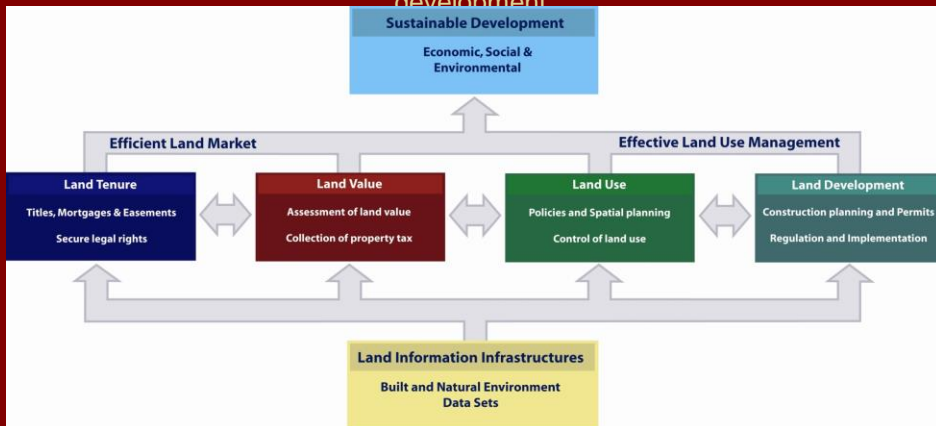 development
Sustainable Development
Economic, Social &
Environmental
Efficient Land Market
Effective Land Use Management
Land Tenure
Titles, Mortgages & Easements
Secure legal rights
Land Value
Assessment of land value
Collection of property tax
Land Use
Policies and Spatial planning
Control of land use
Land Development
Construction planning and Permits
Regulation and Implementation
Land Information Infrastructures
Built and Natural Environment
Data Sets